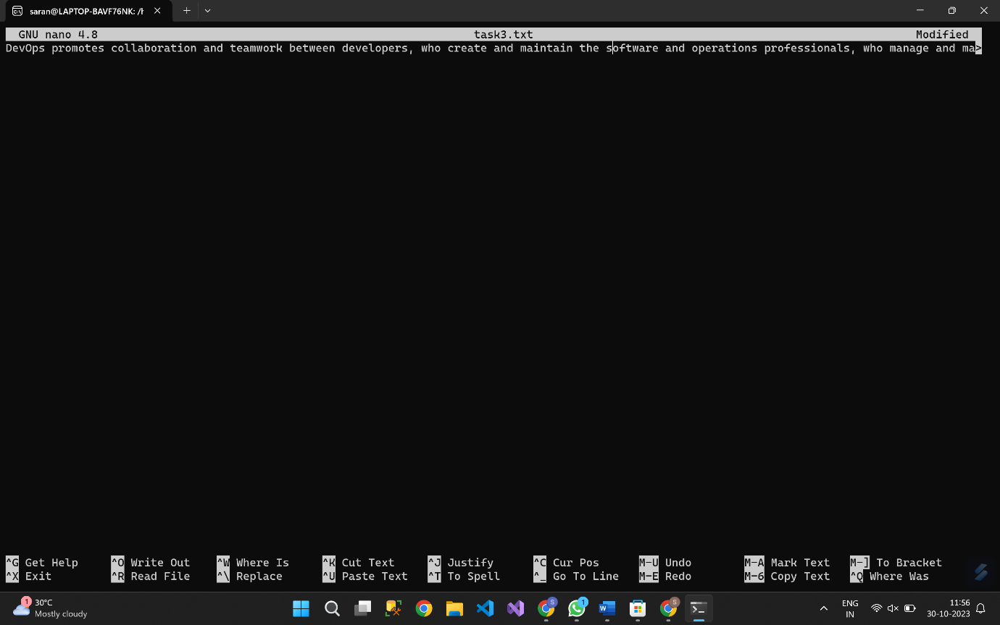 saran@LAPTOP-BAVF76NK: /h
GNU nano 4.8 task3.txt Modified
DevOps promotes collaboration and teamwork between developers, who create and maintain the software and operations professionals, who manage and ma>
^G Get Help ^O Write Out ^W Where Is ^K Cut Text ^J Justify ^C Cur Pos M-U Undo M-A Mark Text M-] To Bracket
^X Exit ^R Read File ^\ Replace ^U Paste Text ^T To Spell ^_ Go To Line M-E Redo M-6 Copy Text ^Q Where Was
1 30°C S 1 W S ENG 11:56
Mostly cloudy IN 30-10-2023